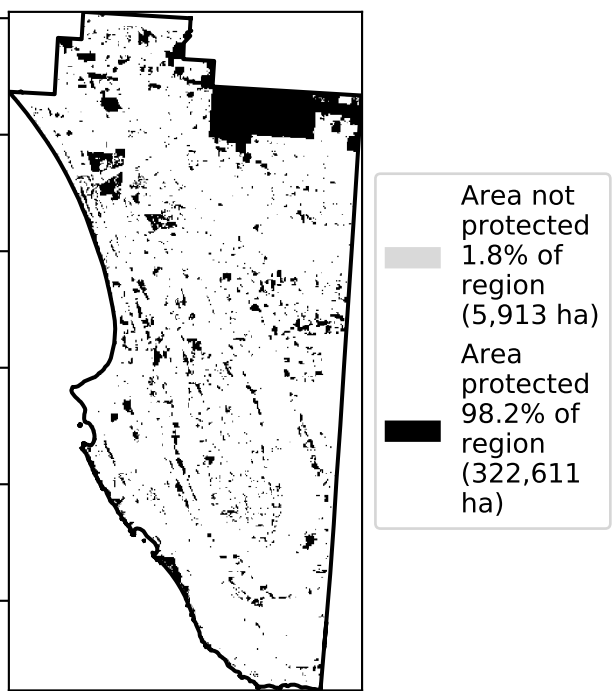 Area not
protected
1.8% of
region
(5,913 ha)
Area
protected
98.2% of
region
(322,611
ha)